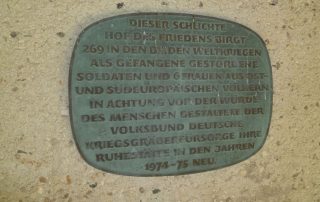 DIESER SCHLICHTE
HOF DES FRIEDENS BIRGT
269 IN DEN BEIDEN WELTKRIEGEN
ALS GEFANGENE GESTORBENE
SOLDATEN UND FRAUEN AUS OST-
UND SÜDEUROPÄISCHEN VÖLKERN
IN ACHTUNG VOR DER WÜRDE
DES MENSCHEN GESTALTETE DER
VOLKSBUND DEUTSCHE
KRIEGSGRÄBERFÜRSORGE IHRE
RUHESTÄTTE IN DEN JAHREN
1974-75 NEU.